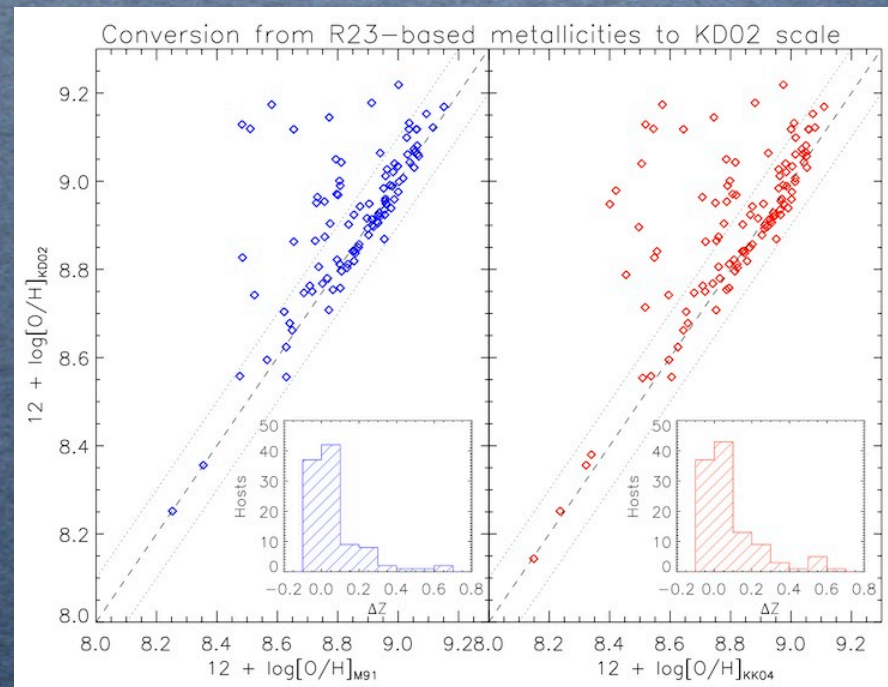 Conversion from R23-based metallicities to KD02 scale
12 + log[O/H]KD02
9.2
9.0
8.8
8.6
8.4
8.2
8.0
50
40
30
20
10
0
Hosts
-0.2 0.0 0.2 0.4 0.6 0.8
ΔZ
50
40
30
20
10
0
Hosts
-0.2 0.0 0.2 0.4 0.6 0.8
ΔZ
8.0 8.2 8.4 8.6 8.8 9.0 9.28.0 8.2 8.4 8.6 8.8 9.0 9.2
12 + log[O/H]M91
12 + log[O/H]KK04